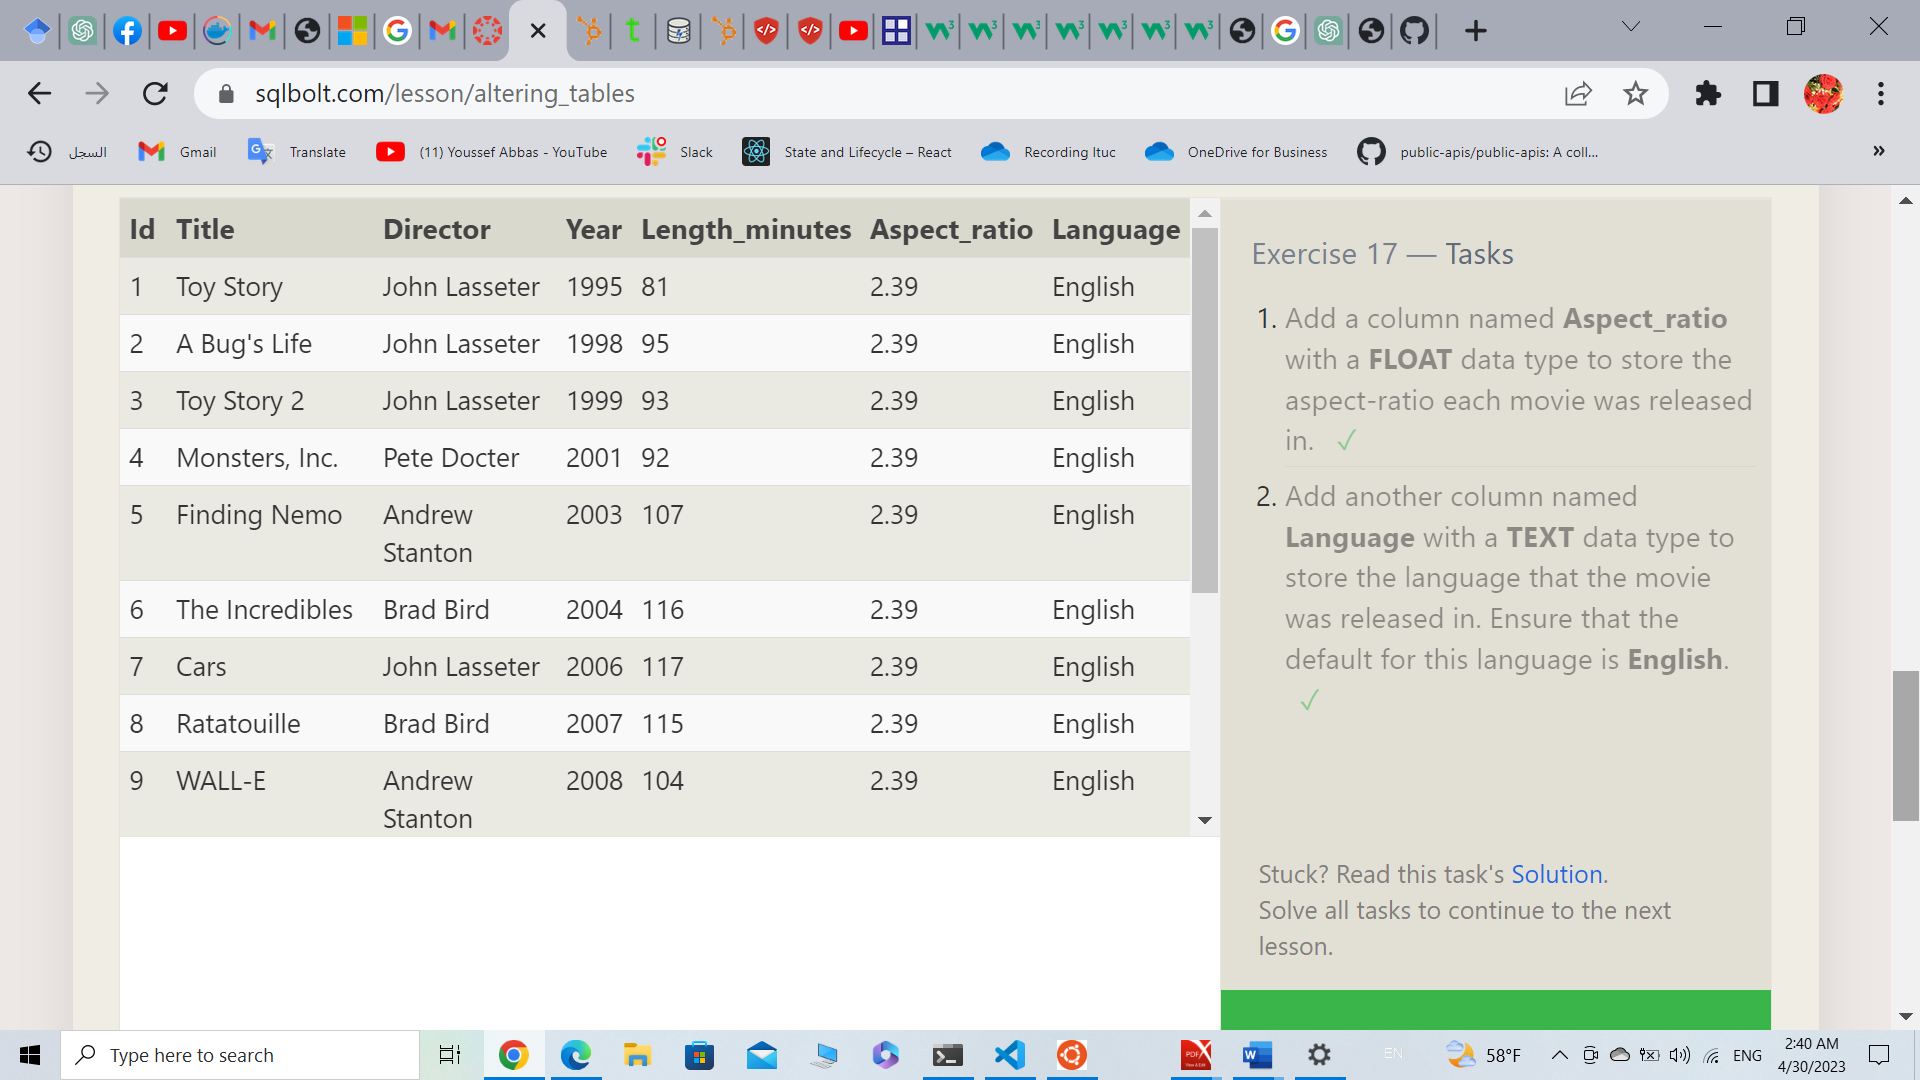 sqlbolt.com/lesson/altering_tables
السجل Gmail Translate (11) Youssef Abbas - YouTube Slack State and Lifecycle – React Recording Ituc OneDrive for Business public-apis/public-apis: A coll... »
Id Title Director Year Length_minutes Aspect_ratio Language
1 Toy Story John Lasseter 1995 81 2.39 English
2 A Bug's Life John Lasseter 1998 95 2.39 English
3 Toy Story 2 John Lasseter 1999 93 2.39 English
4 Monsters, Inc. Pete Docter 2001 92 2.39 English
5 Finding Nemo Andrew Stanton 2003 107 2.39 English
6 The Incredibles Brad Bird 2004 116 2.39 English
7 Cars John Lasseter 2006 117 2.39 English
8 Ratatouille Brad Bird 2007 115 2.39 English
9 WALL-E Andrew Stanton 2008 104 2.39 English
Exercise 17 — Tasks
1. Add a column named Aspect_ratio
with a FLOAT data type to store the
aspect-ratio each movie was released
in. ✓
2. Add another column named
Language with a TEXT data type to
store the language that the movie
was released in. Ensure that the
default for this language is English.
✓
Stuck? Read this task's Solution.
Solve all tasks to continue to the next
lesson.
Type here to search
EN
58°F
ENG
2:40 AM
4/30/2023